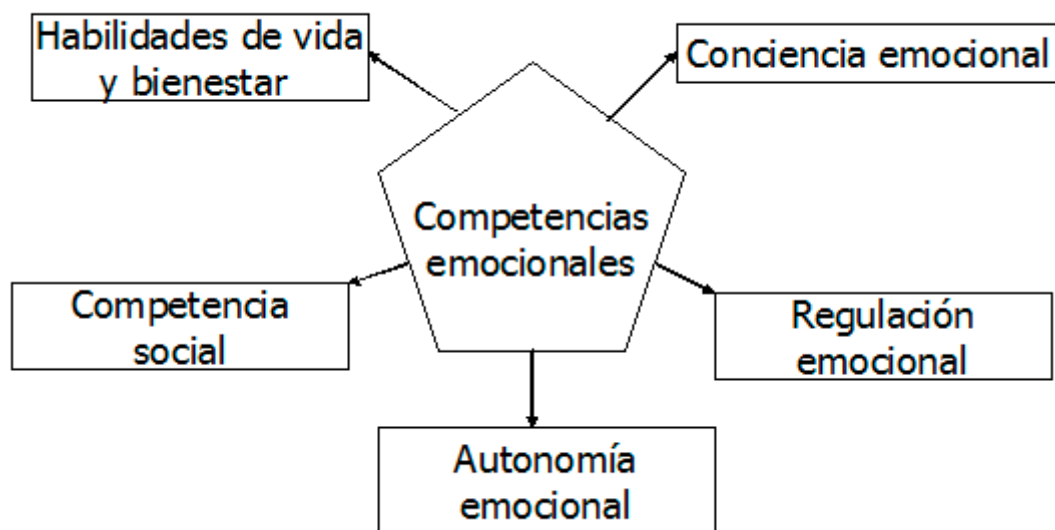 Habilidades de vida
y bienestar
Conciencia emocional
Competencias
emocionales
Competencia
social
Regulación
emocional
Autonomía
emocional